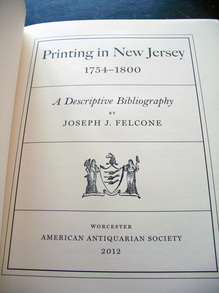 Printing in New Jersey
1754–1800
A Descriptive Bibliography
BY
JOSEPH J. FELCONE
WORCESTER
AMERICAN ANTIQUARIAN SOCIETY
2012